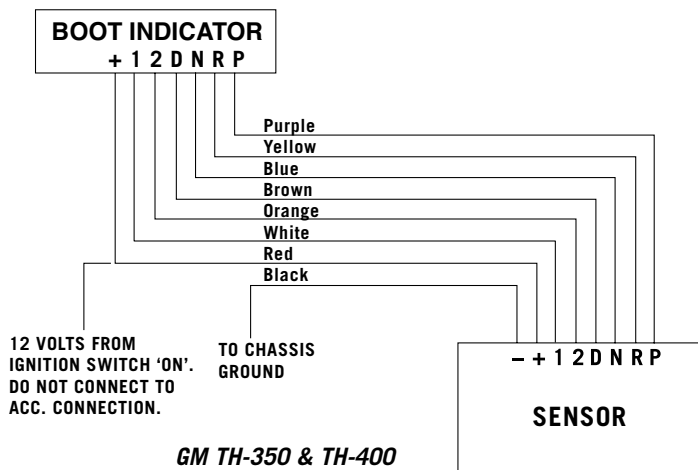 BOOT INDICATOR
+ 1 2 D N R P
Purple
Yellow
Blue
Brown
Orange
White
Red
Black
12 VOLTS FROM
IGNITION SWITCH ‘ON’.
DO NOT CONNECT TO
ACC. CONNECTION.
TO CHASSIS
GROUND
– + 1 2 D N R P
SENSOR
GM TH-350 & TH-400